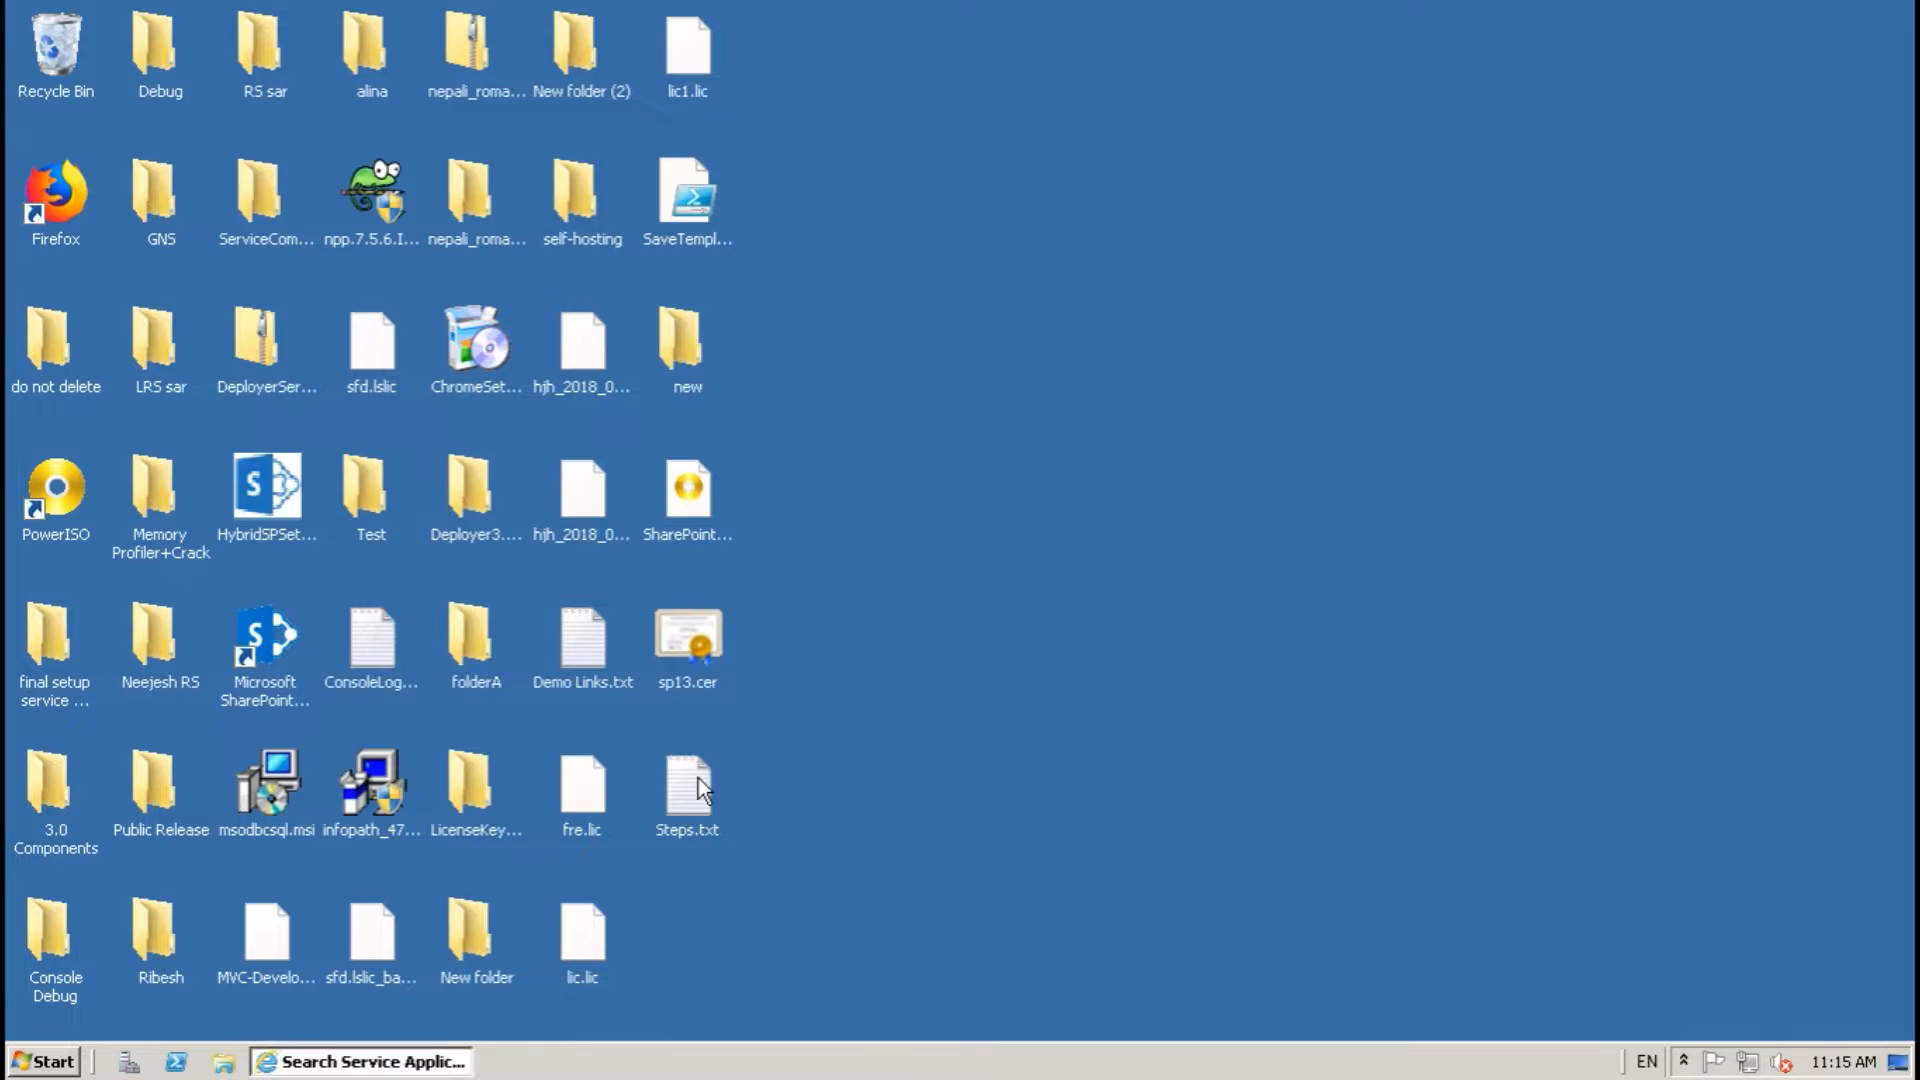 Recycle Bin
Debug
RS sar
alina
nepali_roma...
New folder (2)
lic1.lic
Firefox
GNS
ServiceCom...
npp.7.5.6.I...
nepali_roma...
self-hosting
SaveTempl...
do not delete
LRS sar
DeployerSer...
sfd.lslic
ChromeSet...
hjh_2018_0...
new
PowerISO
Memory
Profiler+Crack
HybridSPSet...
Test
Deployer3....
hjh_2018_0...
SharePoint...
final setup
service ...
Neejesh RS
Microsoft
SharePoint...
ConsoleLog...
folderA
Demo Links.txt
sp13.cer
3.0
Components
Public Release
msodbcsql.msi
infopath_47...
LicenseKey...
fre.lic
Steps.txt
Console
Debug
Ribesh
MVC-Develo...
sfd.lslic_ba...
New folder
lic.lic
Start
Search Service Applic...
EN
11:15 AM